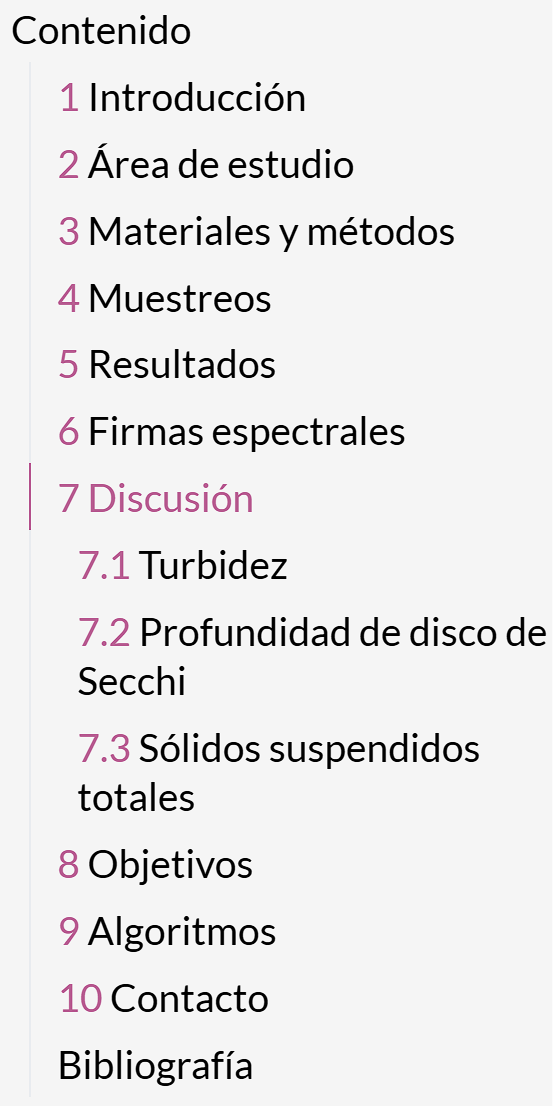 Contenido
1 Introducción
2 Área de estudio
3 Materiales y métodos
4 Muestreos
5 Resultados
6 Firmas espectrales
7 Discusión
7.1 Turbidez
7.2 Profundidad de disco de
Secchi
7.3 Sólidos suspendidos
totales
8 Objetivos
9 Algoritmos
10 Contacto
Bibliografía